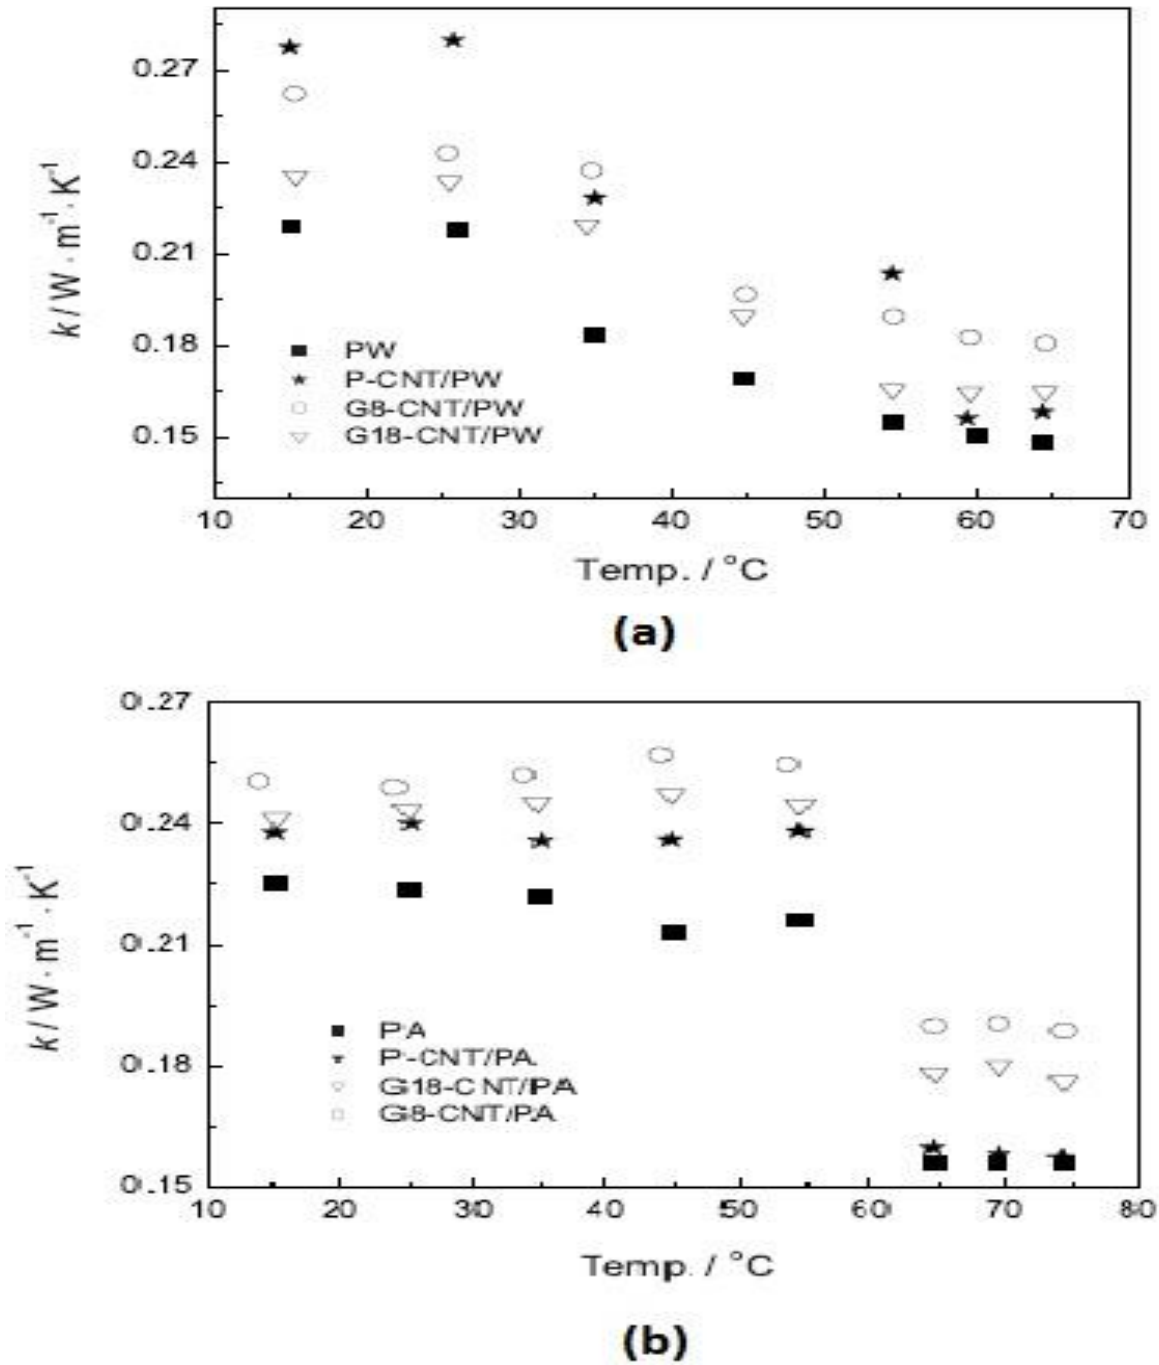 0.27
0.24
0.21
0.18
0.15
k/W·m⁻¹·K⁻¹
PW
P-CNT/PW
G8-CNT/PW
G18-CNT/PW
10 20 30 40 50 60 70
Temp. / °C
(a)
0.27
0.24
0.21
0.18
0.15
k/W·m⁻¹·K⁻¹
PA
P-CNT/PA
G18-CNT/PA
G8-CNT/PA
10 20 30 40 50 60 70 80
Temp. / °C
(b)